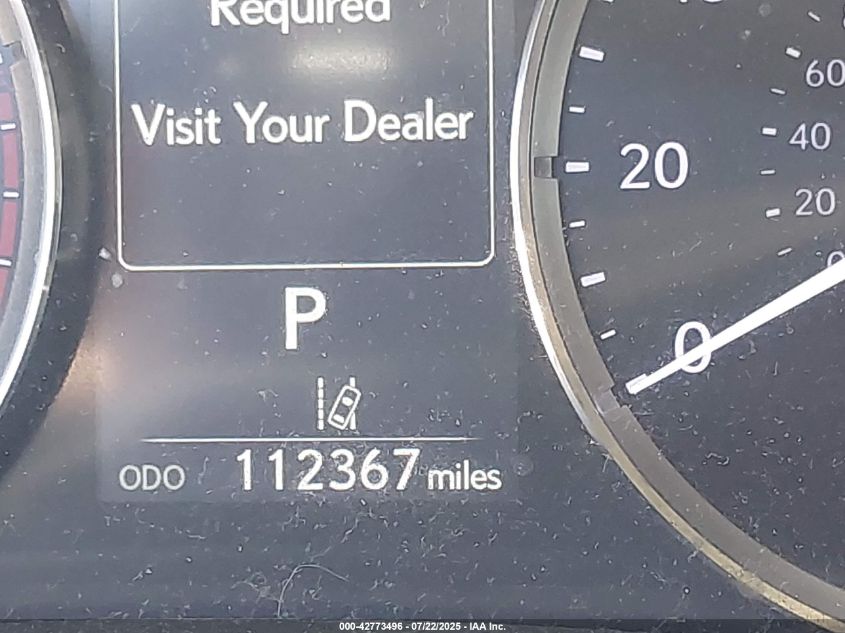 Required
Visit Your Dealer
P
ODO 112367 miles
20
0
60
40
20
0
000-42773496 - 07/22/2025 - IAA Inc.